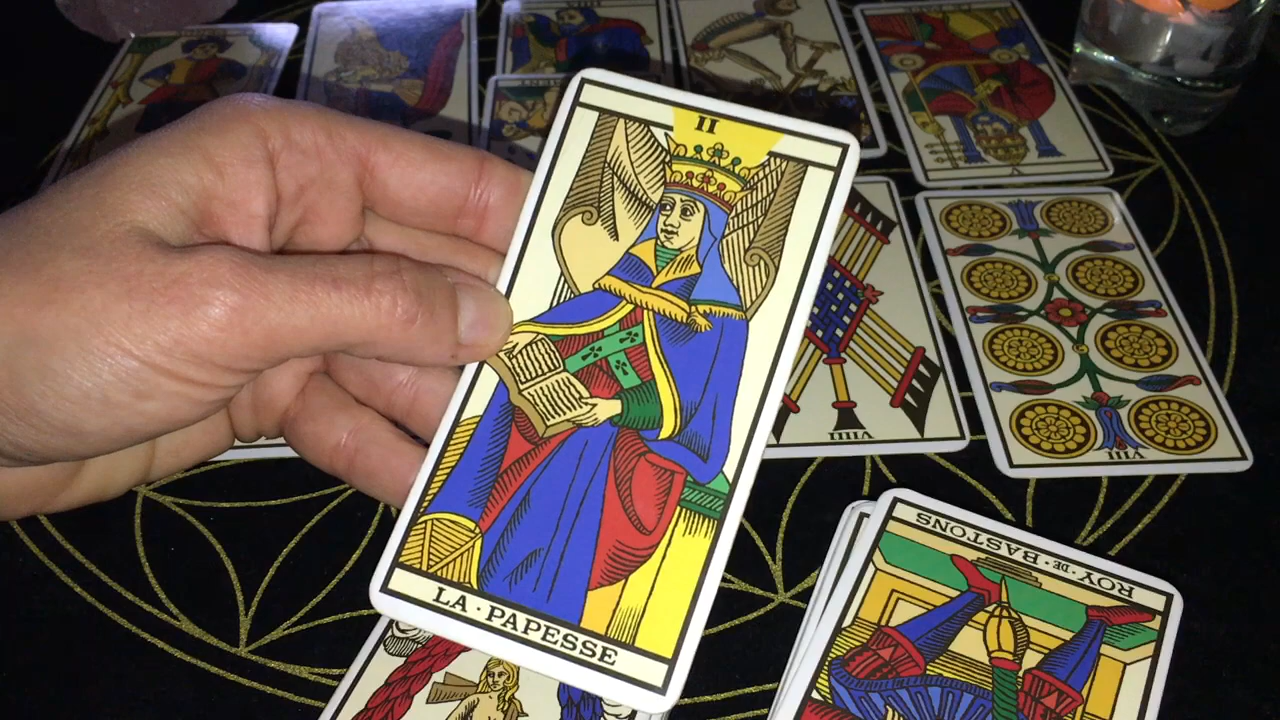 II
LA · PAPESSE
VIIII
VIII
ROY · DE · BASTONS
V